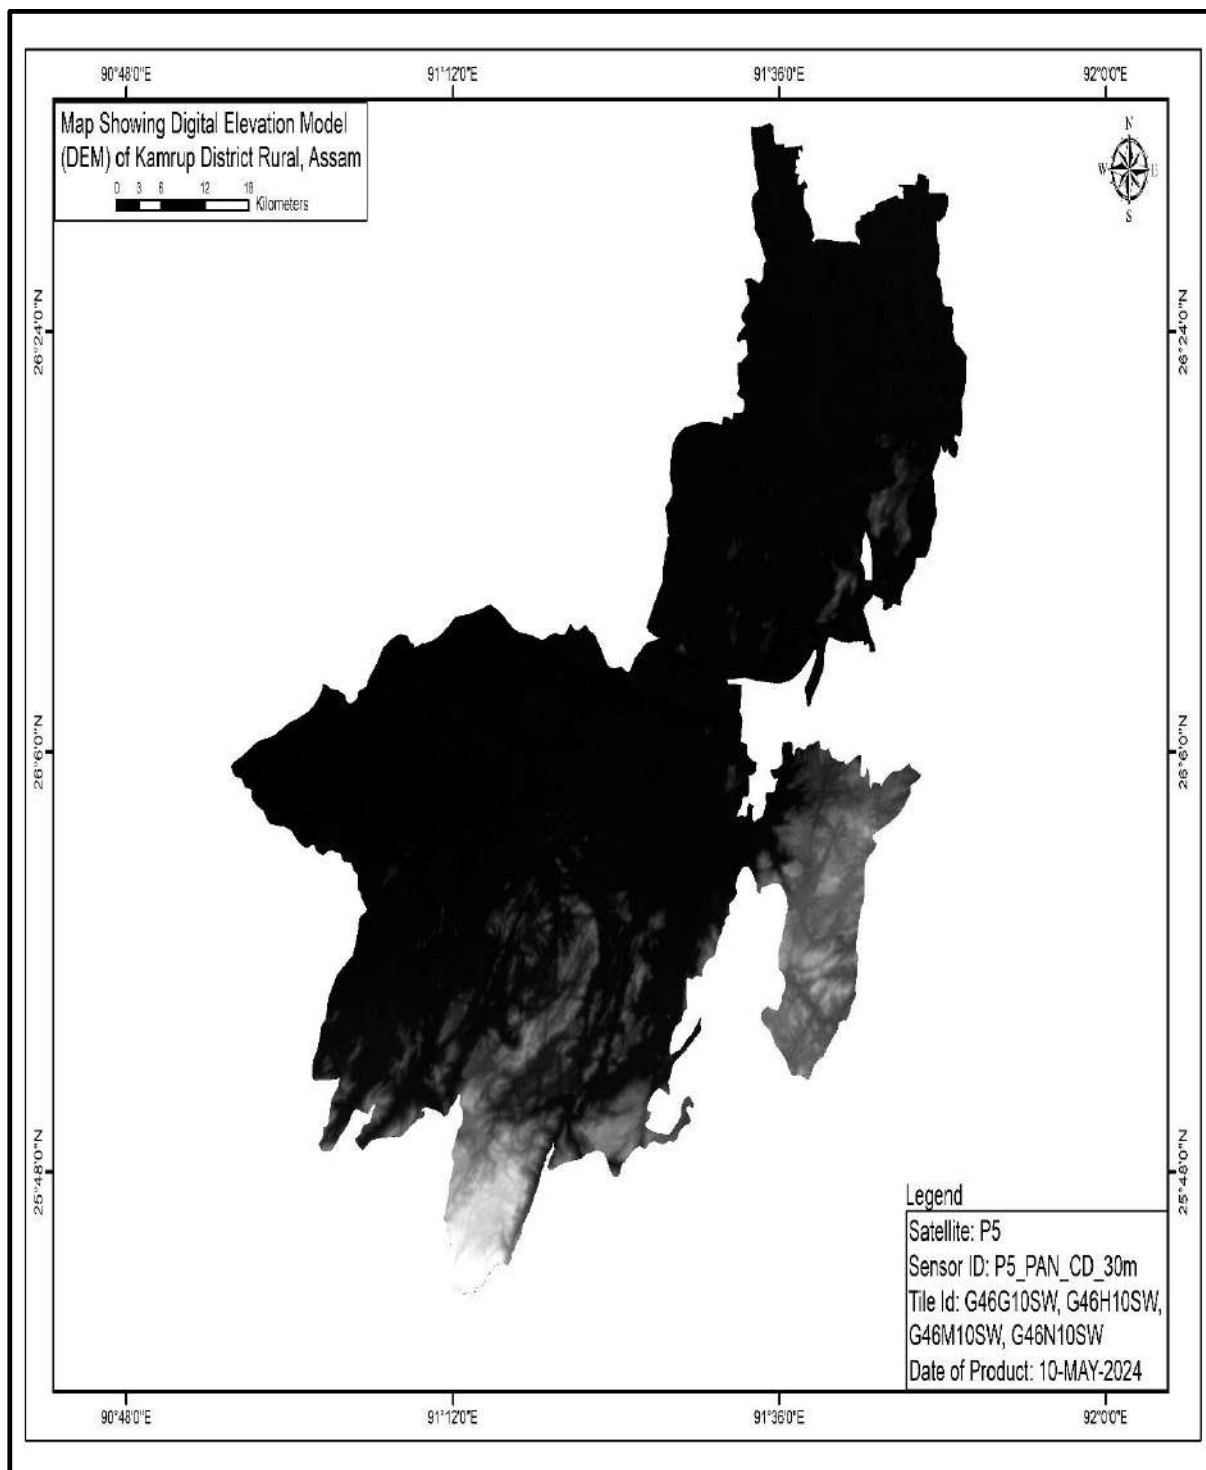 90°48'0"E
91°12'0"E
91°36'0"E
92°0'0"E
Map Showing Digital Elevation Model
(DEM) of Kamrup District Rural, Assam
0 3 6 12 18
Kilometers
N
W E
S
26°24'0"N
26°24'0"N
26°6'0"N
26°6'0"N
25°48'0"N
25°48'0"N
Legend
Satellite: P5
Sensor ID: P5_PAN_CD_30m
Tile Id: G46G10SW, G46H10SW,
G46M10SW, G46N10SW
Date of Product: 10-MAY-2024
90°48'0"E
91°12'0"E
91°36'0"E
92°0'0"E